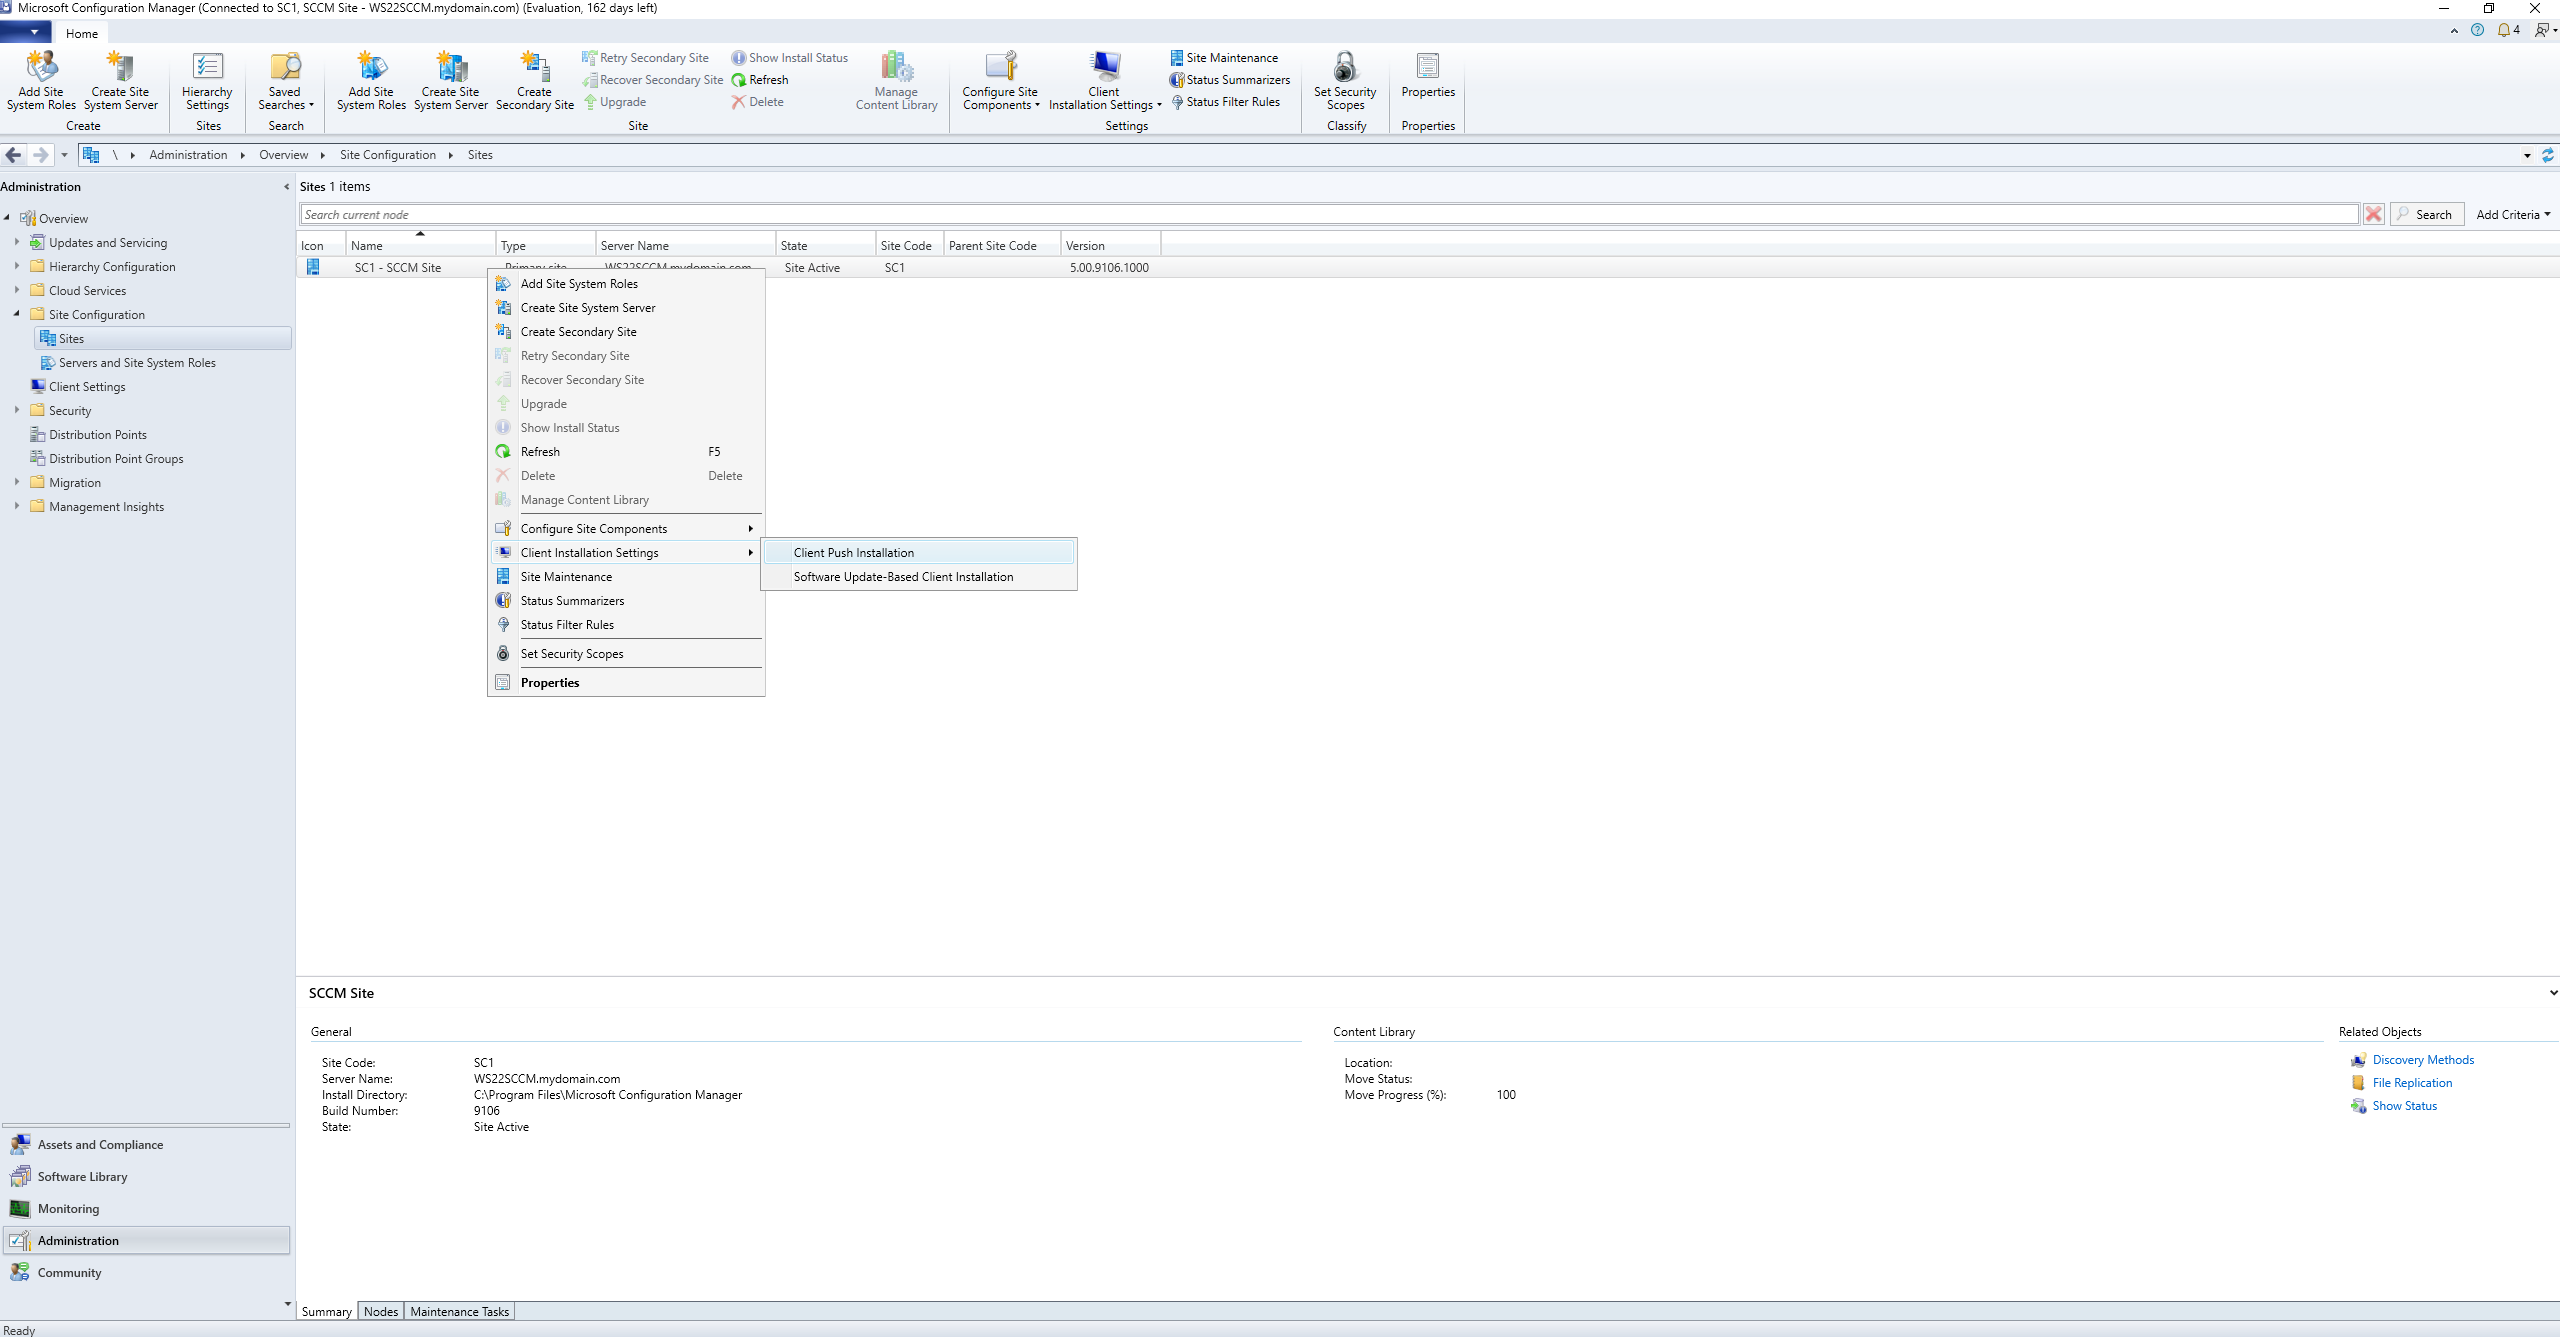 Microsoft Configuration Manager (Connected to SC1, SCCM Site - WS22SCCM.mydomain.com) (Evaluation, 162 days left)
Home
4
Add Site System Roles
Create Site System Server
Create
Hierarchy Settings
Sites
Saved Searches
Search
Add Site System Roles
Create Site System Server
Create Secondary Site
Retry Secondary Site
Recover Secondary Site
Upgrade
Show Install Status
Refresh
Delete
Manage Content Library
Site
Configure Site Components
Client Installation Settings
Site Maintenance
Status Summarizers
Status Filter Rules
Settings
Set Security Scopes
Classify
Properties
Properties
\ Administration Overview Site Configuration Sites
Administration
Overview
Updates and Servicing
Hierarchy Configuration
Cloud Services
Site Configuration
Sites
Servers and Site System Roles
Client Settings
Security
Distribution Points
Distribution Point Groups
Migration
Management Insights
Assets and Compliance
Software Library
Monitoring
Administration
Community
Sites 1 items
Search current node
Search
Add Criteria
Icon Name Type Server Name State Site Code Parent Site Code Version
SC1 - SCCM Site Primary site WS22SCCM.mydomain.com Site Active SC1 5.00.9106.1000
Add Site System Roles
Create Site System Server
Create Secondary Site
Retry Secondary Site
Recover Secondary Site
Upgrade
Show Install Status
Refresh F5
Delete Delete
Manage Content Library
Configure Site Components
Client Installation Settings
Site Maintenance
Status Summarizers
Status Filter Rules
Set Security Scopes
Properties
Client Push Installation
Software Update-Based Client Installation
SCCM Site
General
Site Code: SC1
Server Name: WS22SCCM.mydomain.com
Install Directory: C:\Program Files\Microsoft Configuration Manager
Build Number: 9106
State: Site Active
Content Library
Location:
Move Status:
Move Progress (%): 100
Related Objects
Discovery Methods
File Replication
Show Status
Summary Nodes Maintenance Tasks
Ready